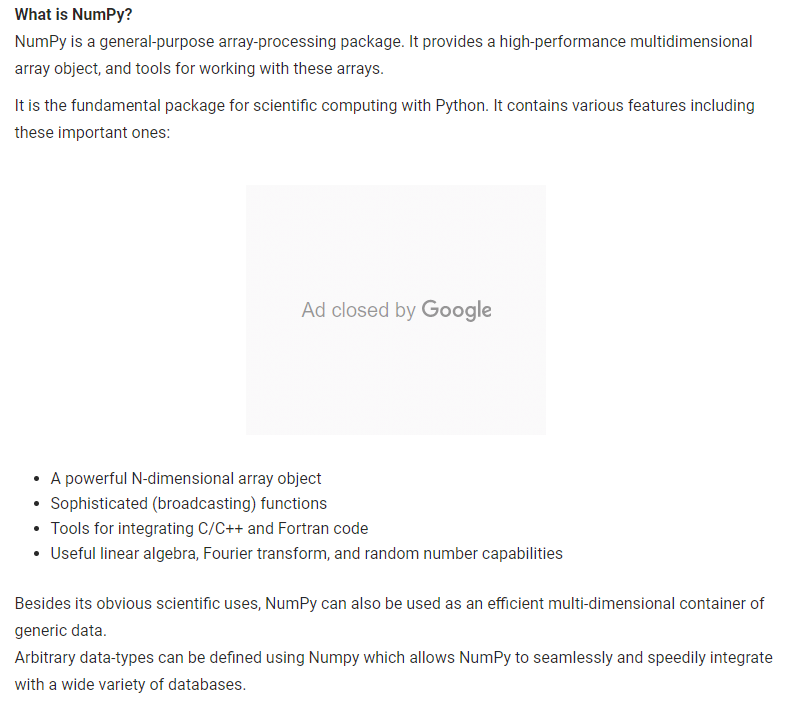 What is NumPy?
NumPy is a general-purpose array-processing package. It provides a high-performance multidimensional
array object, and tools for working with these arrays.
It is the fundamental package for scientific computing with Python. It contains various features including
these important ones:
Ad closed by Google
• A powerful N-dimensional array object
• Sophisticated (broadcasting) functions
• Tools for integrating C/C++ and Fortran code
• Useful linear algebra, Fourier transform, and random number capabilities
Besides its obvious scientific uses, NumPy can also be used as an efficient multi-dimensional container of
generic data.
Arbitrary data-types can be defined using Numpy which allows NumPy to seamlessly and speedily integrate
with a wide variety of databases.